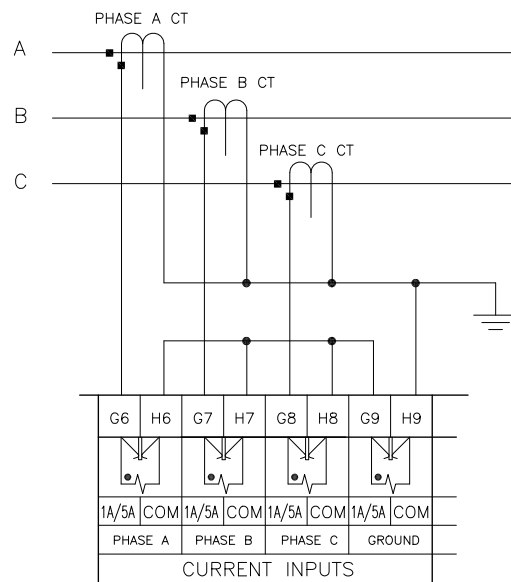 PHASE A CT
A
PHASE B CT
B
PHASE C CT
C
G6 H6 G7 H7 G8 H8 G9 H9
1A/5A COM 1A/5A COM 1A/5A COM 1A/5A COM
PHASE A PHASE B PHASE C GROUND
CURRENT INPUTS